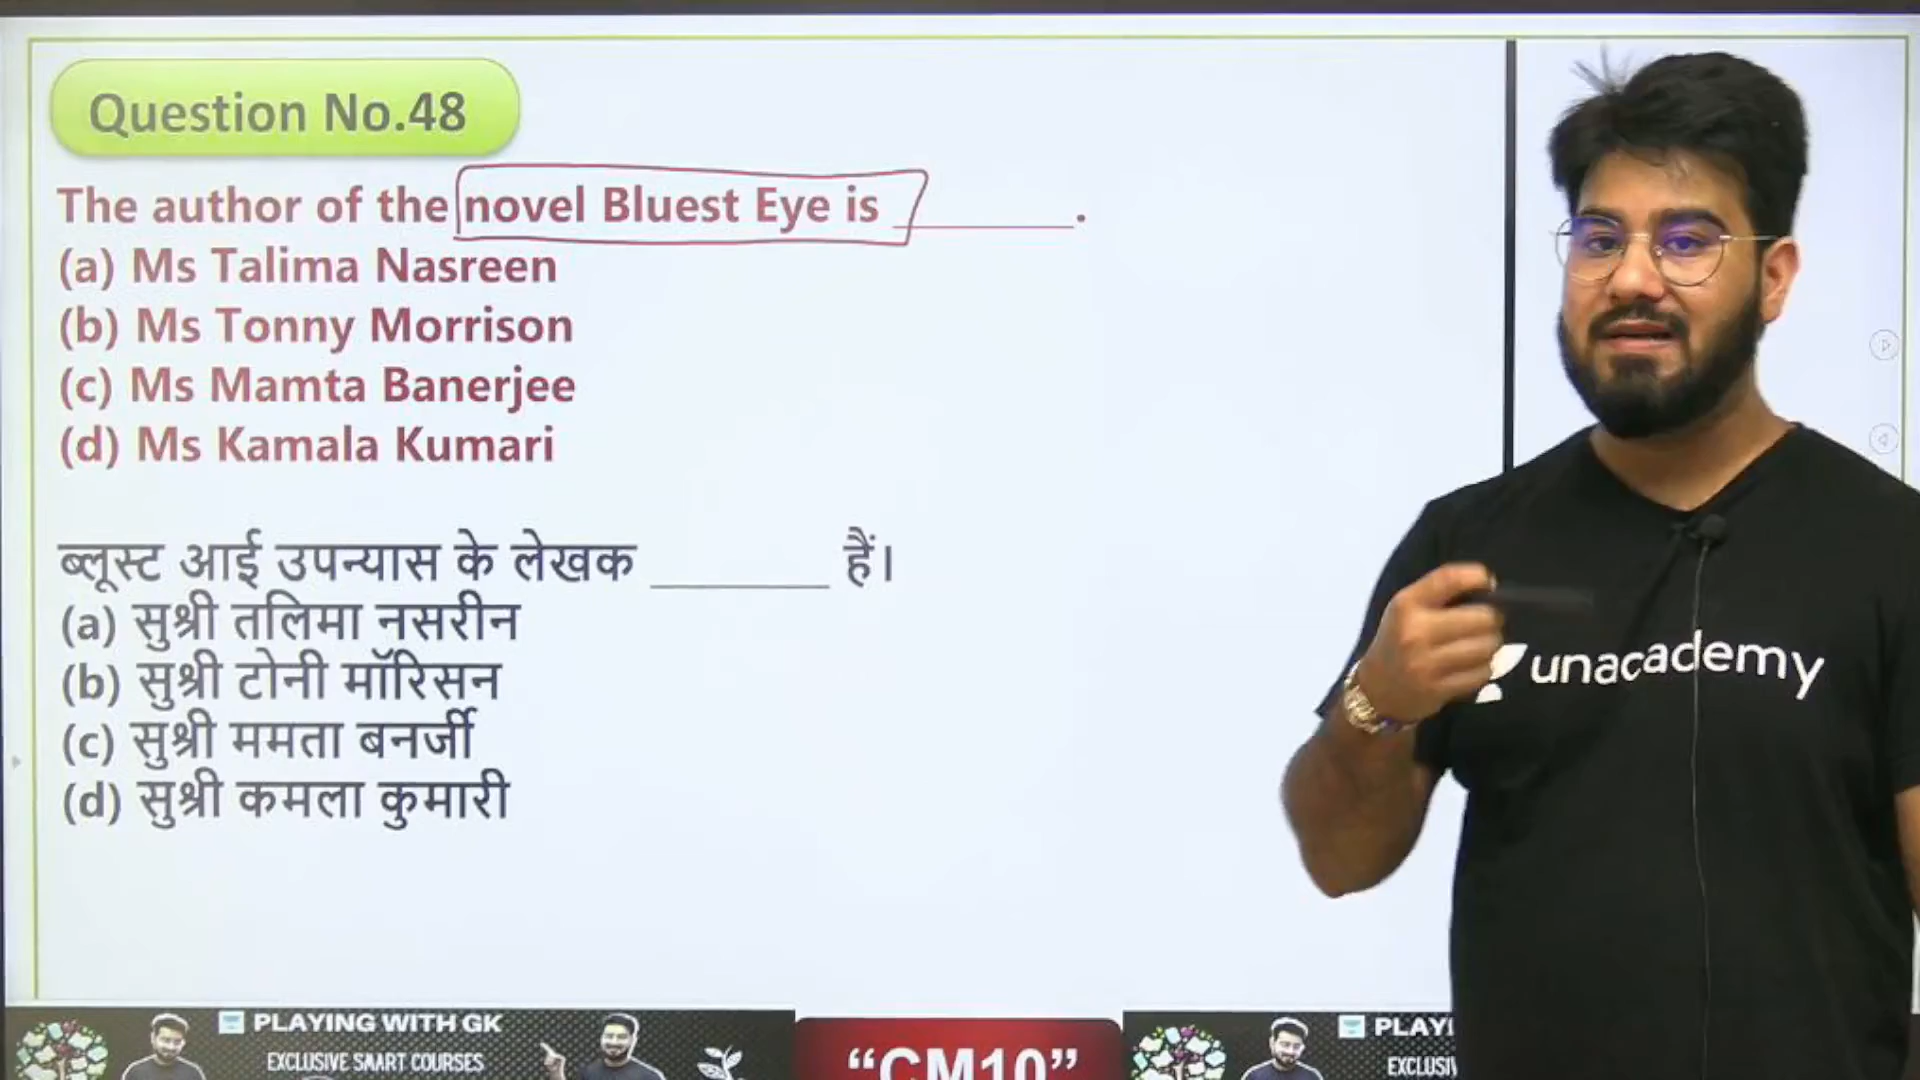 Question No.48
The author of the novel Bluest Eye is ________.
(a) Ms Talima Nasreen
(b) Ms Tonny Morrison
(c) Ms Mamta Banerjee
(d) Ms Kamala Kumari
ब्लूस्ट आई उपन्यास के लेखक ________ हैं।
(a) सुश्री तलिमा नसरीन
(b) सुश्री टोनी मॉरिसन
(c) सुश्री ममता बनर्जी
(d) सुश्री कमला कुमारी
unacademy
PLAYING WITH GK
EXCLUSIVE SMART COURSES
“CM10”
PLAYI
EXCLUSIV